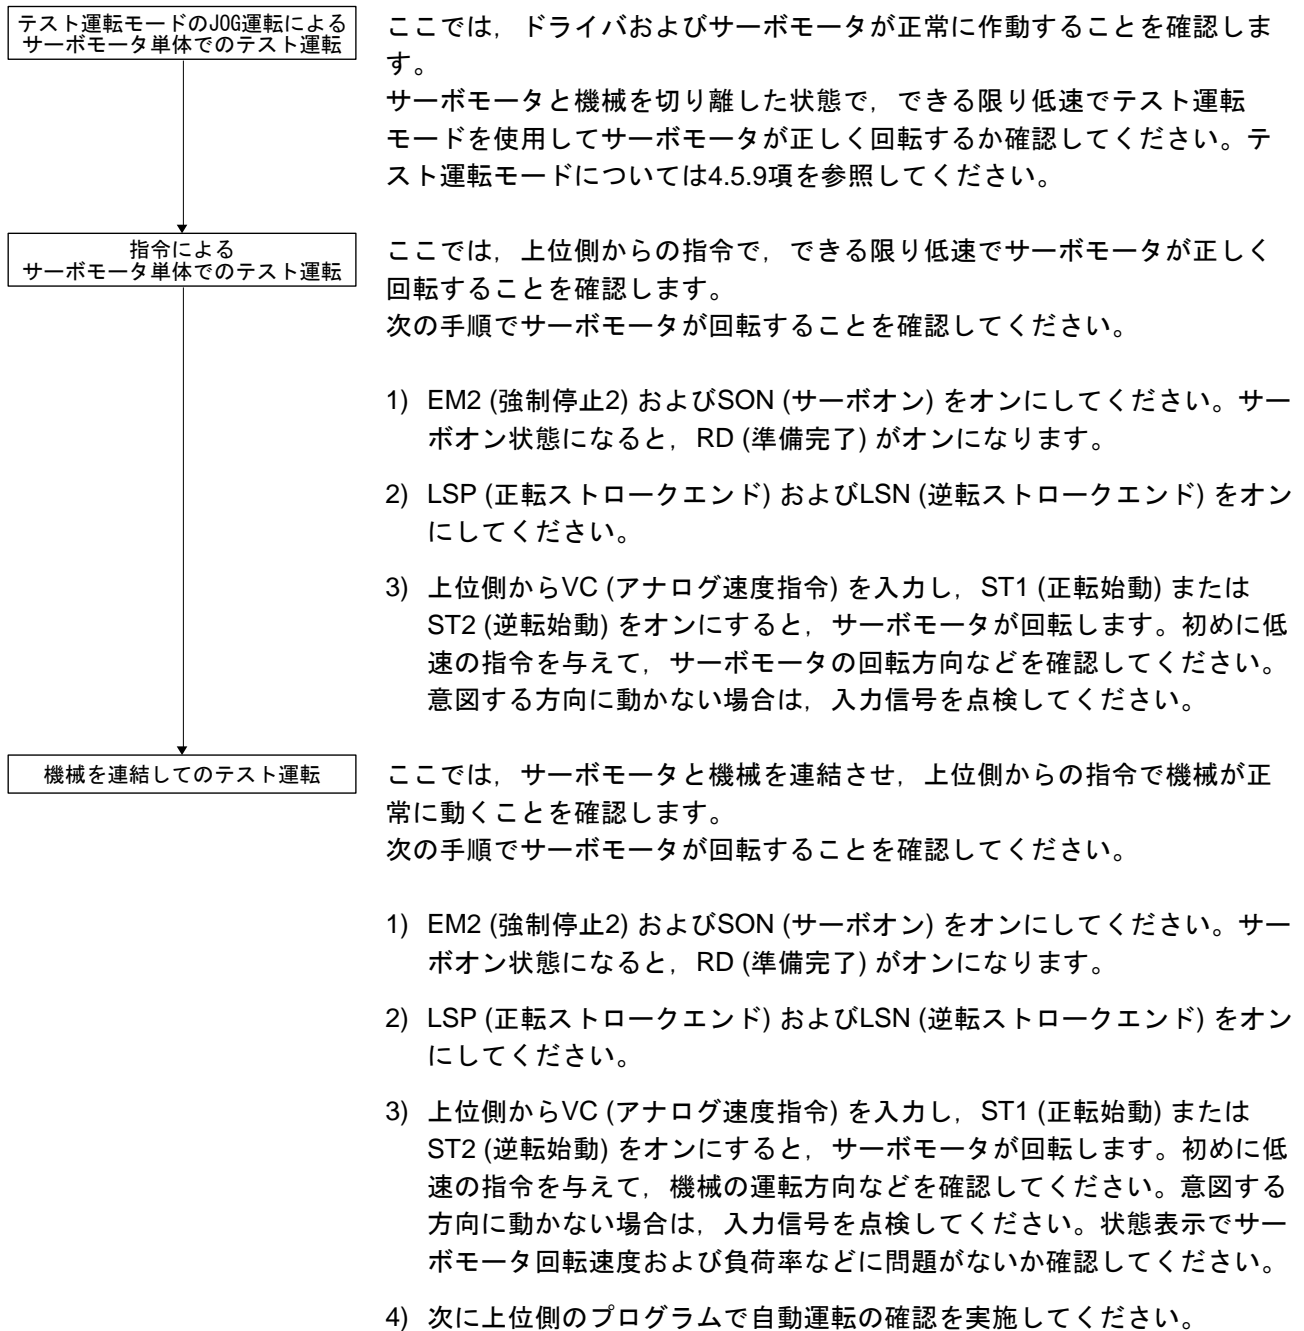 テスト運転モードのJOG運転による
サーボモータ単体でのテスト運転
ここでは，ドライバおよびサーボモータが正常に作動することを確認しま
す。
サーボモータと機械を切り離した状態で，できる限り低速でテスト運転
モードを使用してサーボモータが正しく回転するか確認してください。テ
スト運転モードについては4.5.9項を参照してください。
指令による
サーボモータ単体でのテスト運転
ここでは，上位側からの指令で，できる限り低速でサーボモータが正しく
回転することを確認します。
次の手順でサーボモータが回転することを確認してください。
1) EM2 (強制停止2) およびSON (サーボオン) をオンにしてください。サー
ボオン状態になると，RD (準備完了) がオンになります。
2) LSP (正転ストロークエンド) およびLSN (逆転ストロークエンド) をオン
にしてください。
3) 上位側からVC (アナログ速度指令) を入力し，ST1 (正転始動) または
ST2 (逆転始動) をオンにすると，サーボモータが回転します。初めに低
速の指令を与えて，サーボモータの回転方向などを確認してください。
意図する方向に動かない場合は，入力信号を点検してください。
機械を連結してのテスト運転
ここでは，サーボモータと機械を連結させ，上位側からの指令で機械が正
常に動くことを確認します。
次の手順でサーボモータが回転することを確認してください。
1) EM2 (強制停止2) およびSON (サーボオン) をオンにしてください。サー
ボオン状態になると，RD (準備完了) がオンになります。
2) LSP (正転ストロークエンド) およびLSN (逆転ストロークエンド) をオン
にしてください。
3) 上位側からVC (アナログ速度指令) を入力し，ST1 (正転始動) または
ST2 (逆転始動) をオンにすると，サーボモータが回転します。初めに低
速の指令を与えて，機械の運転方向などを確認してください。意図する
方向に動かない場合は，入力信号を点検してください。状態表示でサー
ボモータ回転速度および負荷率などに問題がないか確認してください。
4) 次に上位側のプログラムで自動運転の確認を実施してください。